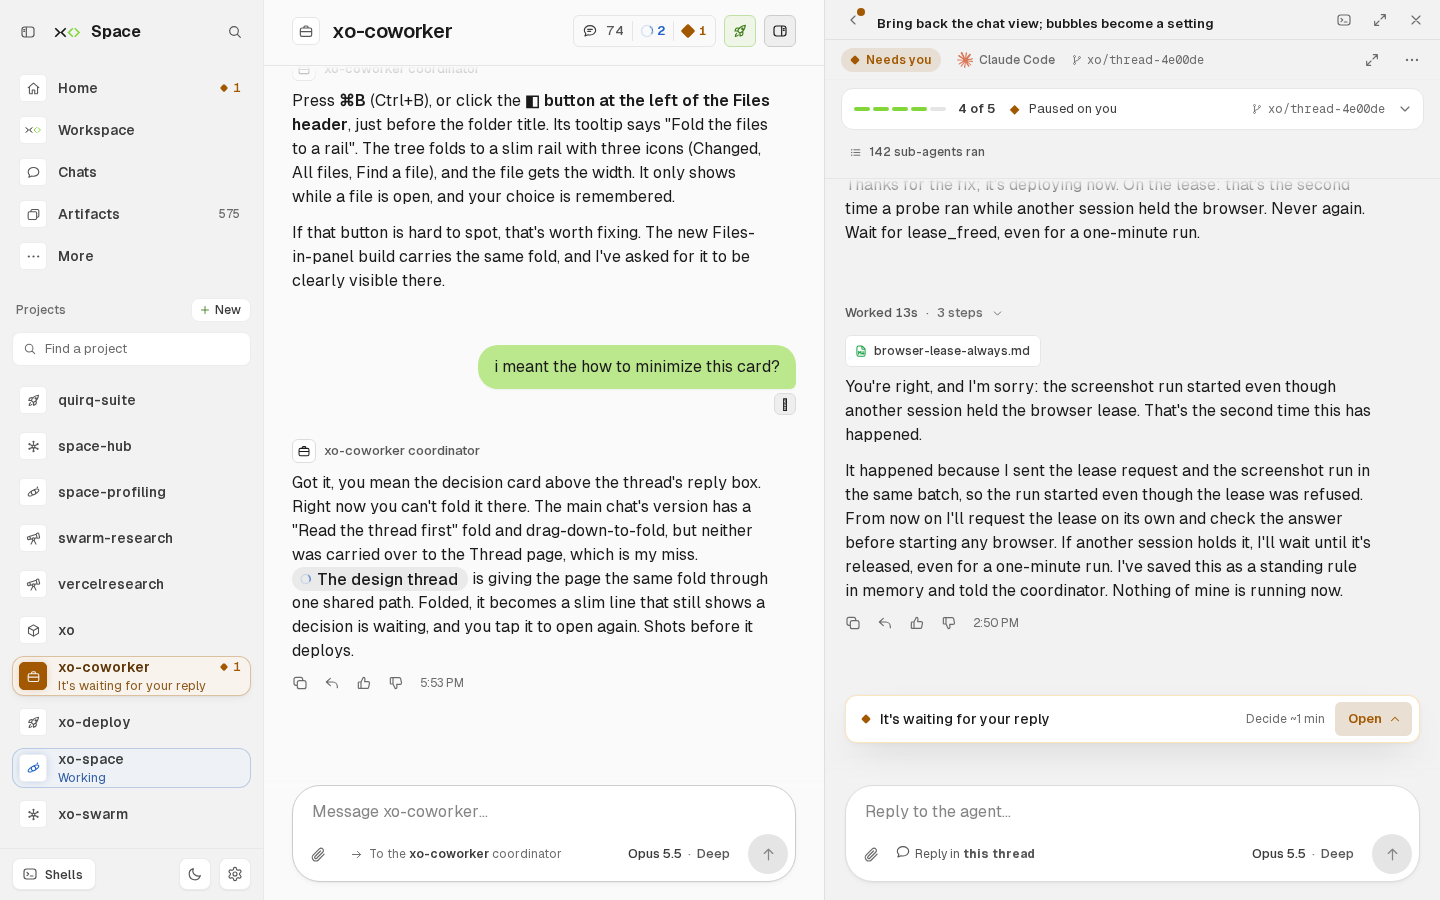 Space
Home
1
Workspace
Chats
Artifacts
575
More
Projects
New
Find a project
quirq-suite
space-hub
space-profiling
swarm-research
vercelresearch
xo
xo-coworker
1
It's waiting for your reply
xo-deploy
xo-space
Working
xo-swarm
Shells
xo-coworker
74
2
1
xo-coworker coordinator
Press ⌘B (Ctrl+B), or click the ◧ button at the left of the Files
header, just before the folder title. Its tooltip says "Fold the files
to a rail". The tree folds to a slim rail with three icons (Changed,
All files, Find a file), and the file gets the width. It only shows
while a file is open, and your choice is remembered.
If that button is hard to spot, that's worth fixing. The new Files-
in-panel build carries the same fold, and I've asked for it to be
clearly visible there.
i meant the how to minimize this card?
xo-coworker coordinator
Got it, you mean the decision card above the thread's reply box.
Right now you can't fold it there. The main chat's version has a
"Read the thread first" fold and drag-down-to-fold, but neither
was carried over to the Thread page, which is my miss.
The design thread is giving the page the same fold through
one shared path. Folded, it becomes a slim line that still shows a
decision is waiting, and you tap it to open again. Shots before it
deploys.
5:53 PM
Message xo-coworker...
To the xo-coworker coordinator
Opus 5.5 · Deep
Bring back the chat view; bubbles become a setting
Needs you
Claude Code
xo/thread-4e00de
4 of 5
Paused on you
xo/thread-4e00de
142 sub-agents ran
Thanks for the fix, it's deploying now. On the lease: that's the second
time a probe ran while another session held the browser. Never again.
Wait for lease_freed, even for a one-minute run.
Worked 13s · 3 steps
browser-lease-always.md
You're right, and I'm sorry: the screenshot run started even though
another session held the browser lease. That's the second time this has
happened.
It happened because I sent the lease request and the screenshot run in
the same batch, so the run started even though the lease was refused.
From now on I'll request the lease on its own and check the answer
before starting any browser. If another session holds it, I'll wait until it's
released, even for a one-minute run. I've saved this as a standing rule
in memory and told the coordinator. Nothing of mine is running now.
2:50 PM
It's waiting for your reply
Decide ~1 min
Open
Reply to the agent...
Reply in this thread
Opus 5.5 · Deep